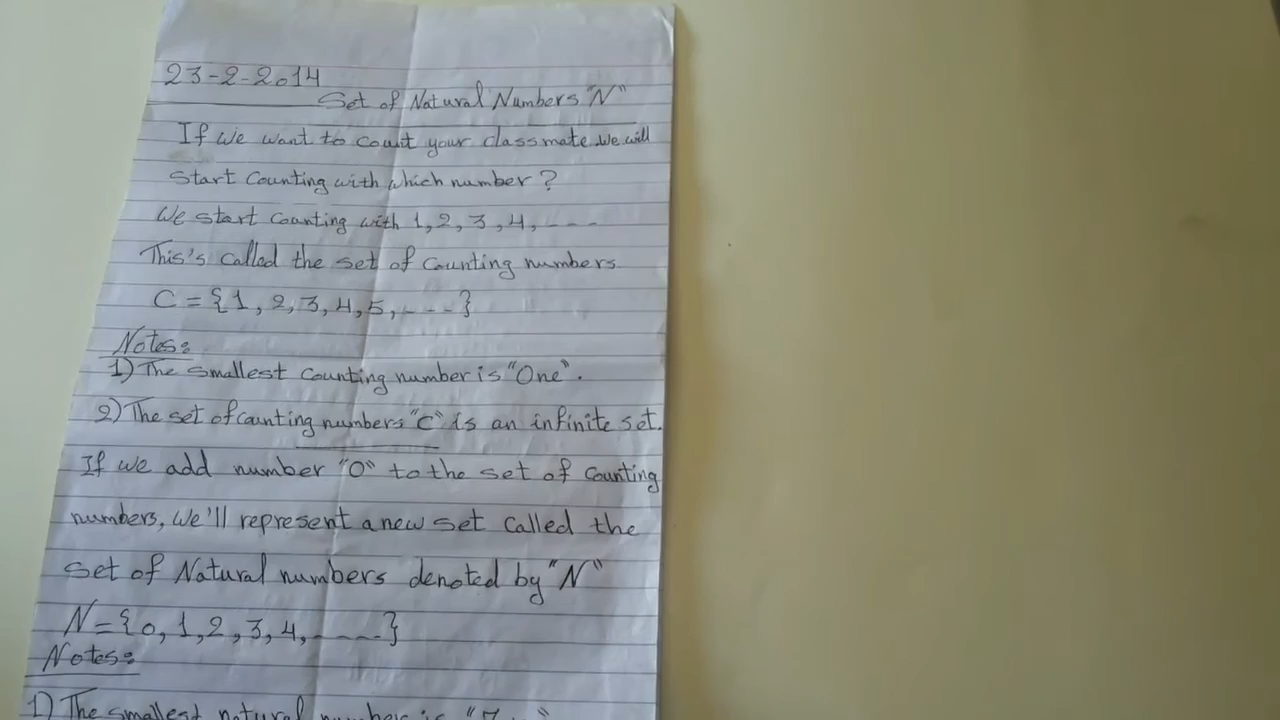 23-2-2014
Set of Natural Numbers "N"
If we want to count your classmate we will
start counting with which number?
We start counting with 1, 2, 3, 4, ----
This's called the set of counting numbers
C = {1, 2, 3, 4, 5, ----}
Notes:
1) The smallest counting number is "One".
2) The set of counting numbers "C" is an infinite set.
If we add number "0" to the set of counting
numbers, We'll represent a new set called the
set of Natural numbers denoted by "N"
N = {0, 1, 2, 3, 4, -----}
Notes:
1) The smallest natural number is